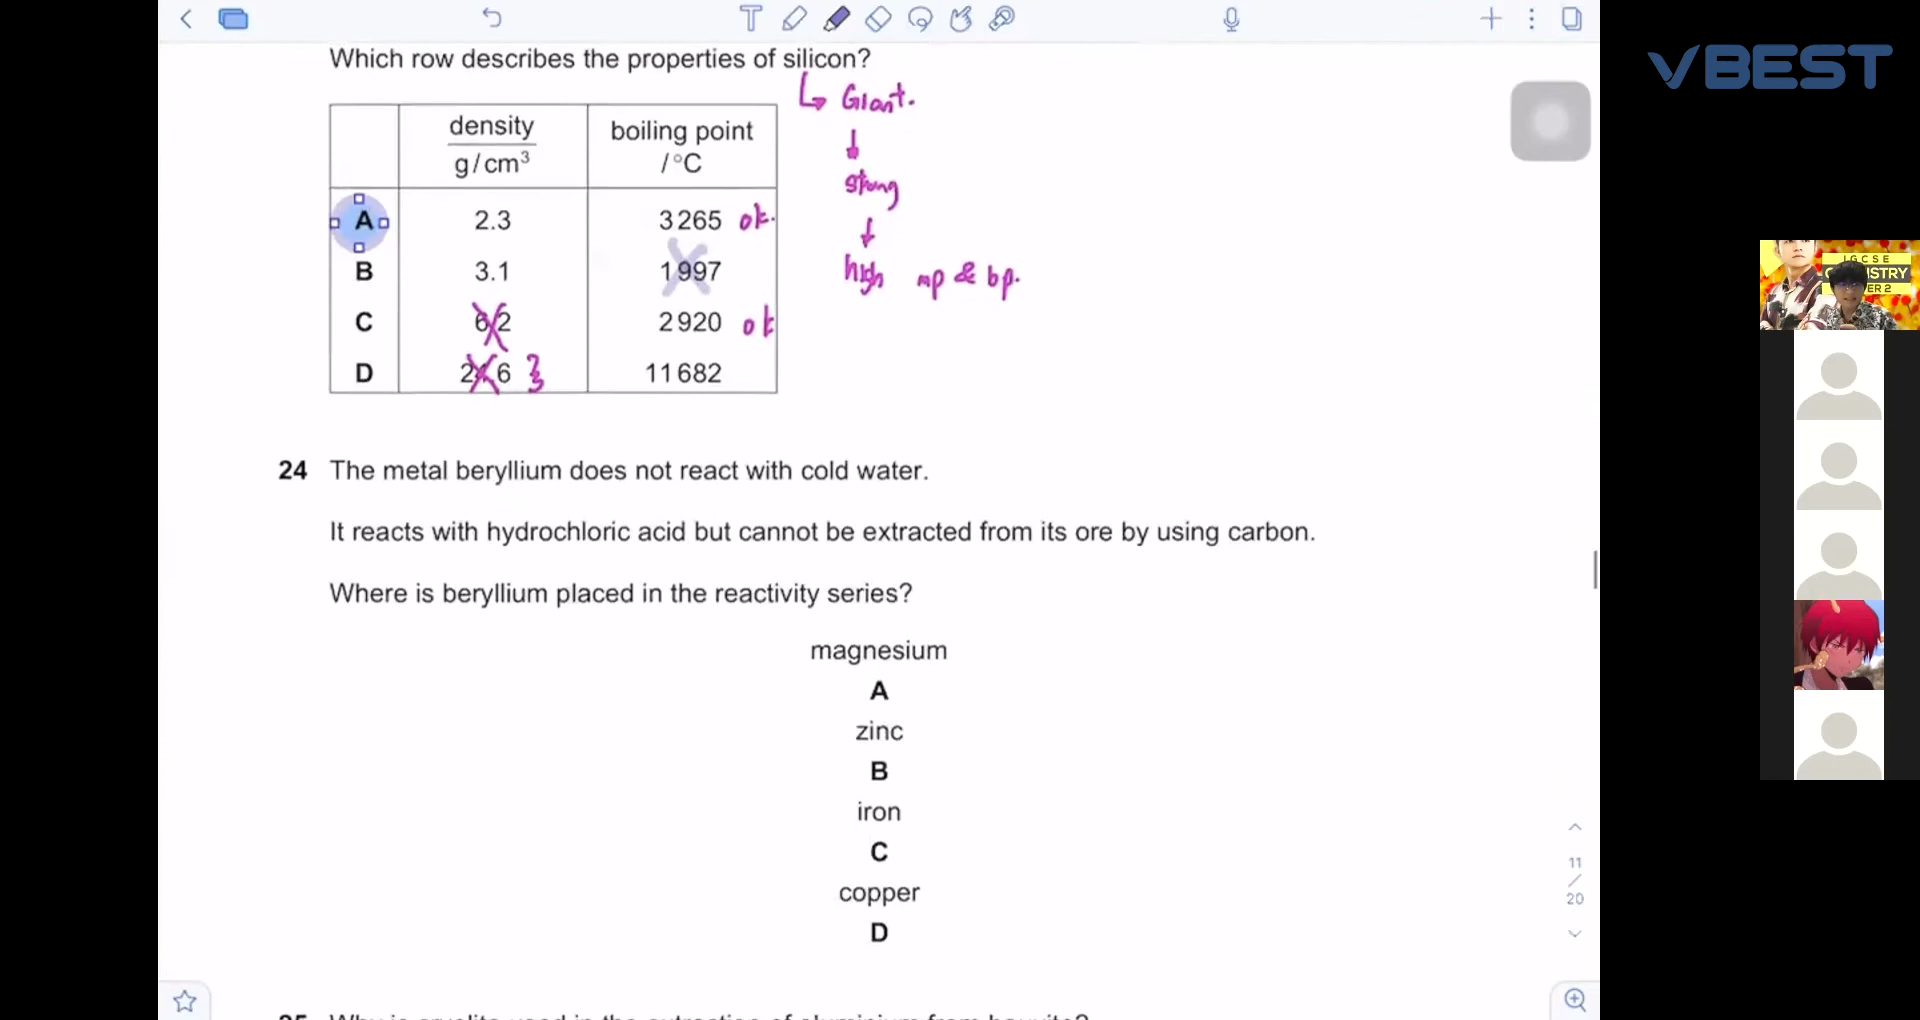 VBEST
Which row describes the properties of silicon?
Giant.
density
g/cm³
boiling point
/°C
strong
high mp & bp.
A 2.3 3265 ok.
B 3.1 1997
C 6.2 2920 ok
D 24.6 11682
24 The metal beryllium does not react with cold water.
It reacts with hydrochloric acid but cannot be extracted from its ore by using carbon.
Where is beryllium placed in the reactivity series?
magnesium
A
zinc
B
iron
C
copper
D
11
/
20
IGCSE